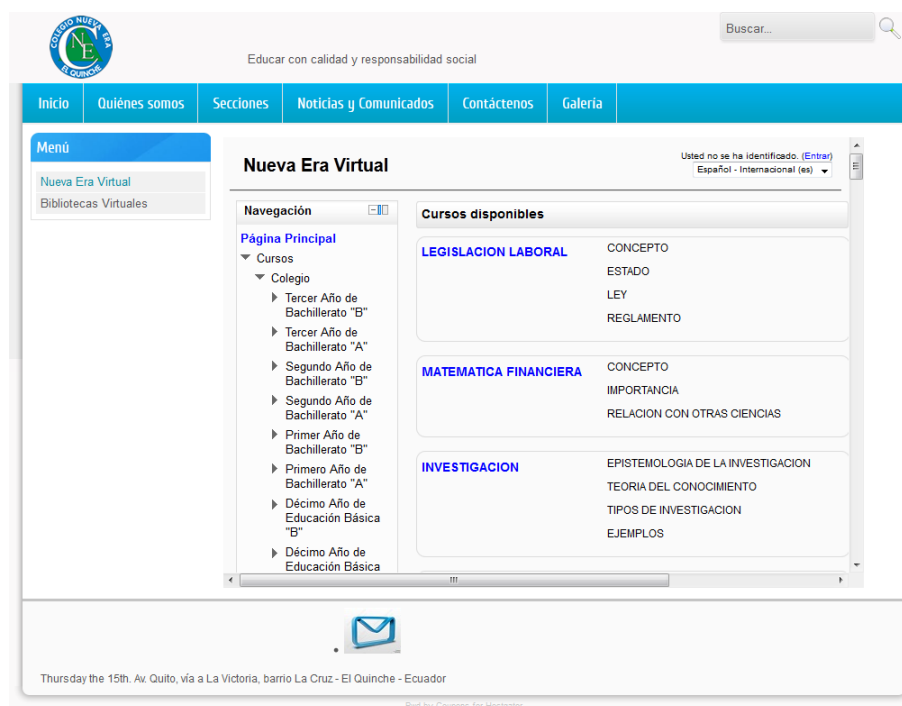 COLEGIO NUEVA ERA
NE
EL QUINCHE
Educar con calidad y responsabilidad social
Buscar...
Inicio
Quiénes somos
Secciones
Noticias y Comunicados
Contáctenos
Galería
Menú
Nueva Era Virtual
Bibliotecas Virtuales
Nueva Era Virtual
Usted no se ha identificado. (Entrar)
Español - Internacional (es)
Navegación
Página Principal
Cursos
Colegio
Tercer Año de
Bachillerato "B"
Tercer Año de
Bachillerato "A"
Segundo Año de
Bachillerato "B"
Segundo Año de
Bachillerato "A"
Primer Año de
Bachillerato "B"
Primero Año de
Bachillerato "A"
Décimo Año de
Educación Básica
"B"
Décimo Año de
Educación Básica
Cursos disponibles
LEGISLACION LABORAL
CONCEPTO
ESTADO
LEY
REGLAMENTO
MATEMATICA FINANCIERA
CONCEPTO
IMPORTANCIA
RELACION CON OTRAS CIENCIAS
INVESTIGACION
EPISTEMOLOGIA DE LA INVESTIGACION
TEORIA DEL CONOCIMIENTO
TIPOS DE INVESTIGACION
EJEMPLOS
Thursday the 15th. Av. Quito, vía a La Victoria, barrio La Cruz - El Quinche - Ecuador